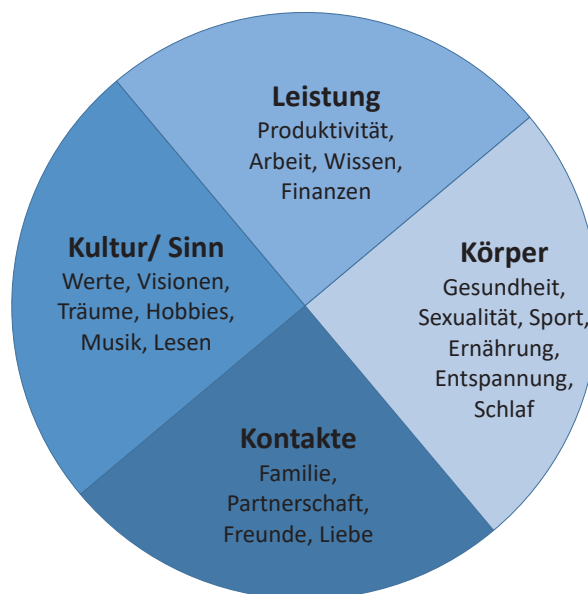 Leistung
Produktivität,
Arbeit, Wissen,
Finanzen
Kultur/ Sinn
Werte, Visionen,
Träume, Hobbies,
Musik, Lesen
Körper
Gesundheit,
Sexualität, Sport,
Ernährung,
Entspannung,
Schlaf
Kontakte
Familie,
Partnerschaft,
Freunde, Liebe